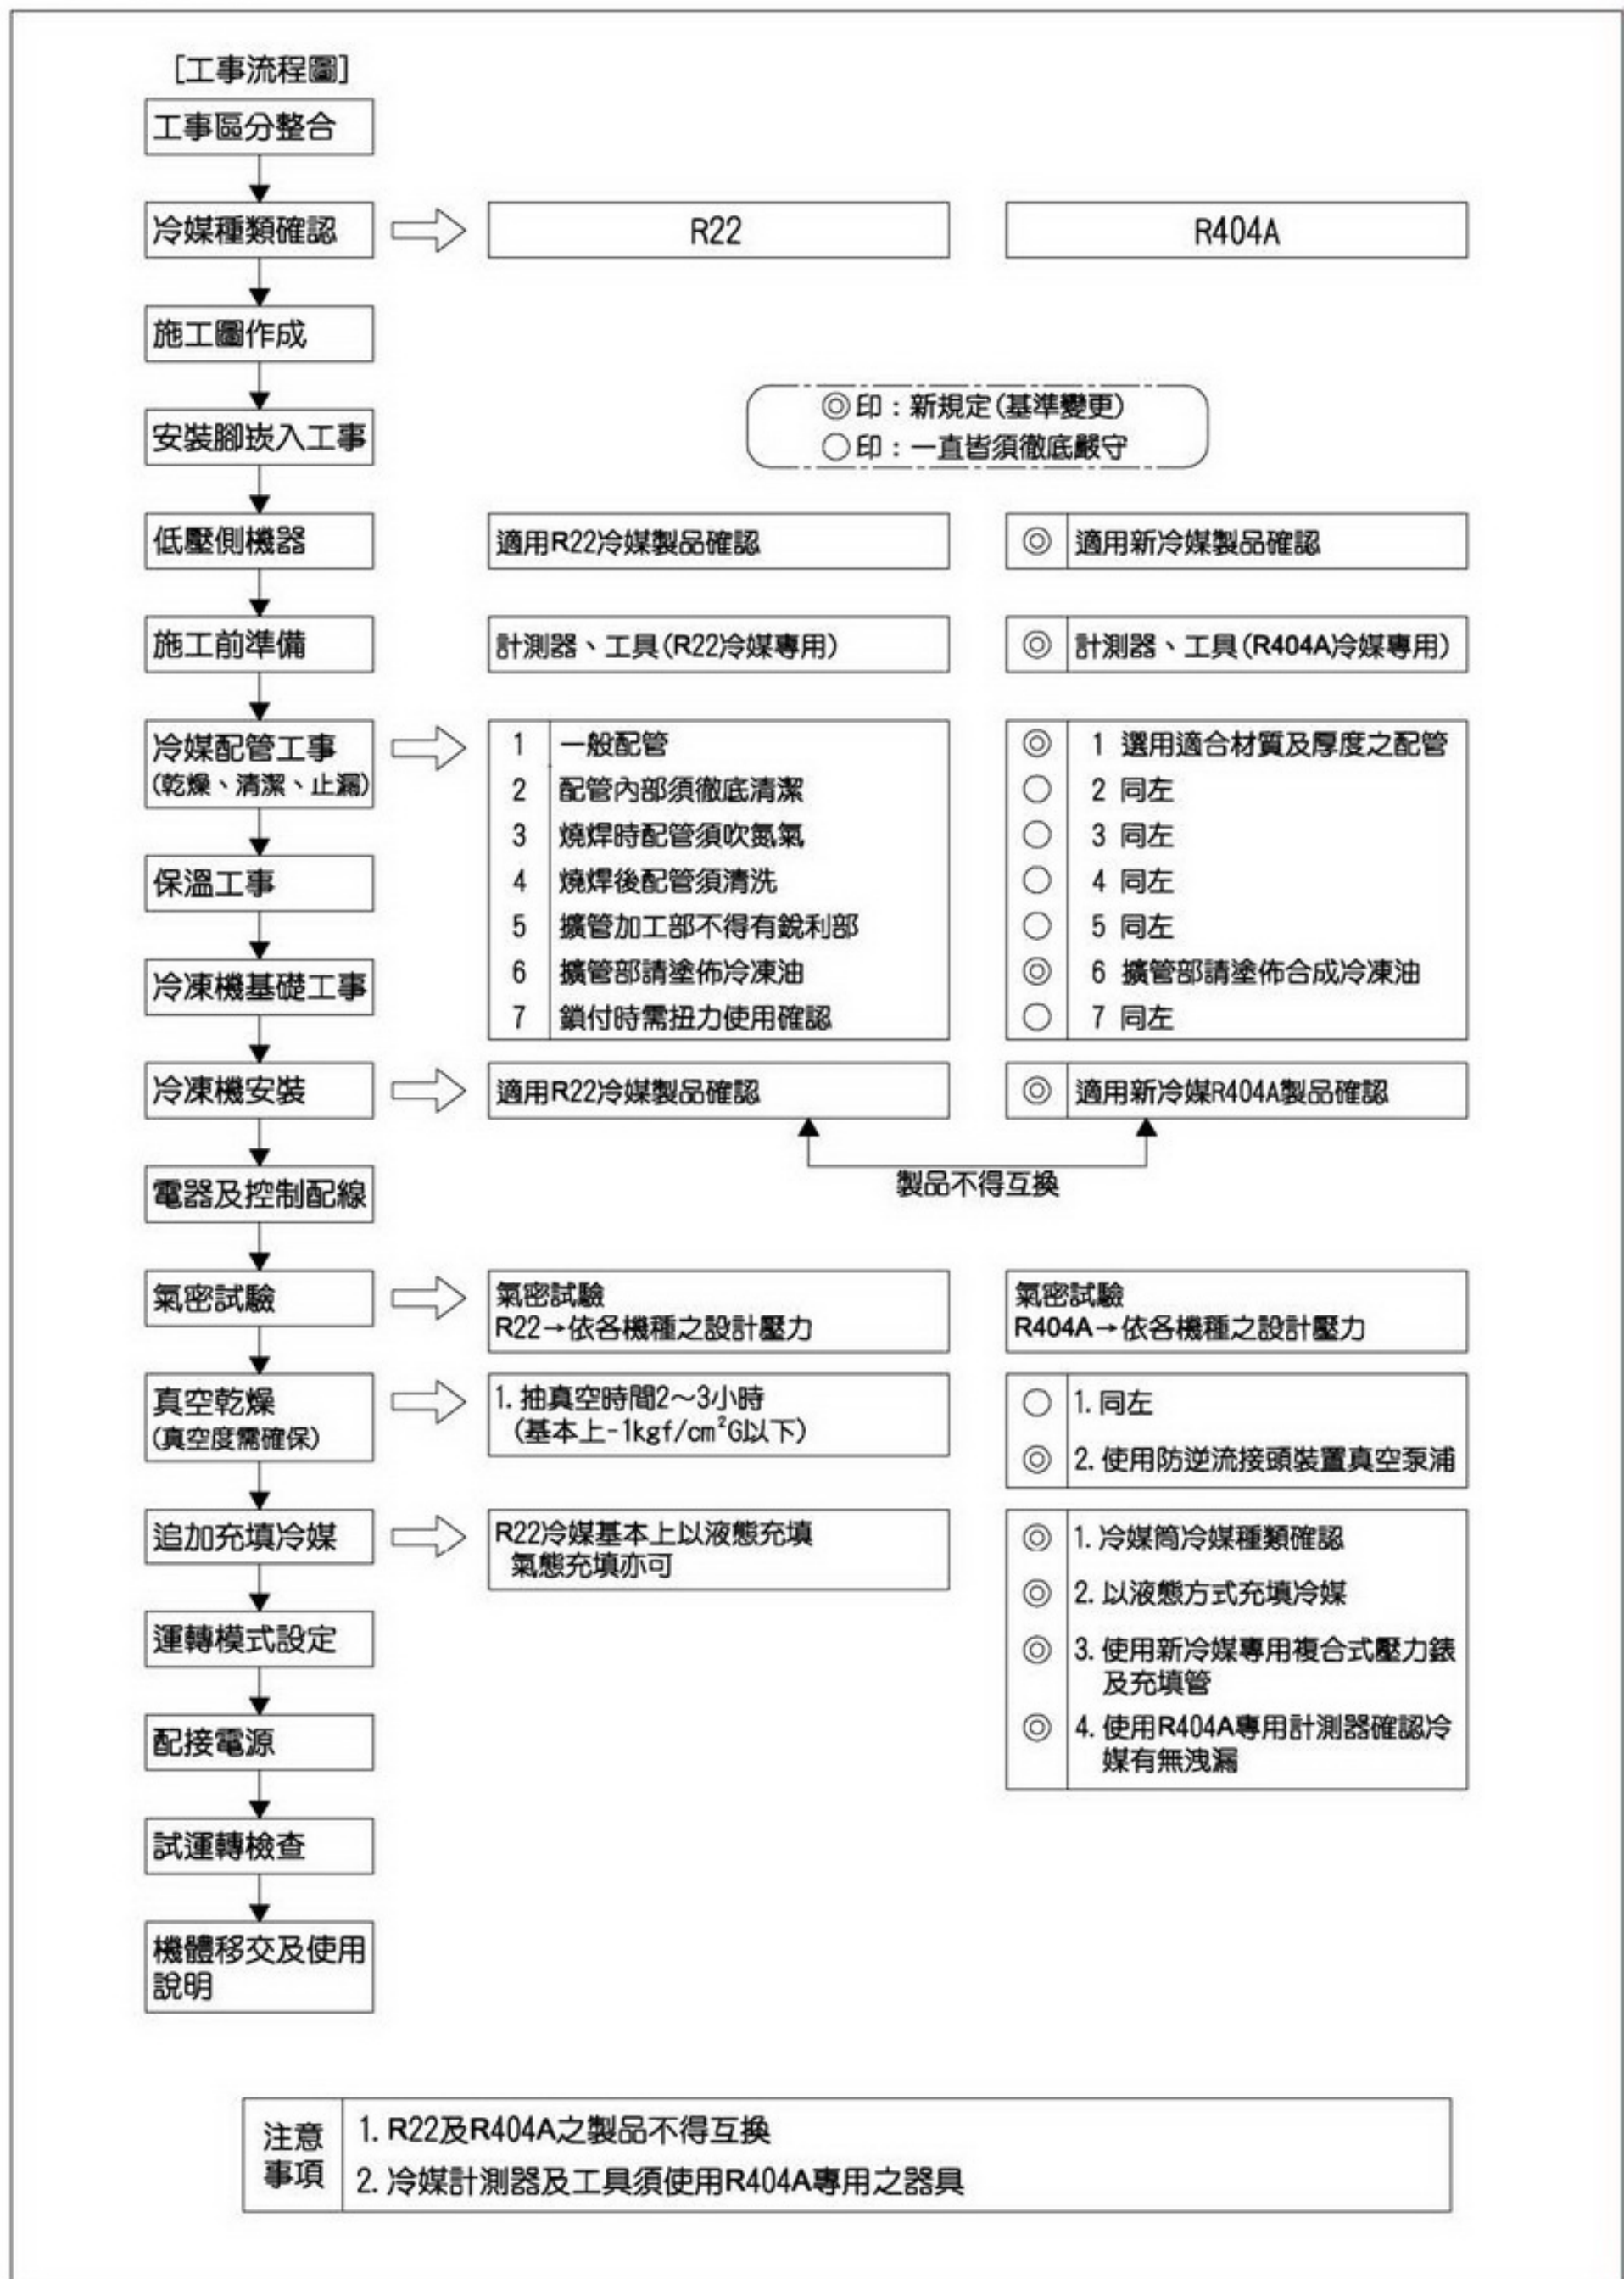 [工事流程圖]
工事區分整合
冷媒種類確認
R22
R404A
施工圖作成
◎印：新規定(基準變更)
○印：一直皆須徹底嚴守
安裝腳崁入工事
低壓側機器
適用R22冷媒製品確認
◎ 適用新冷媒製品確認
施工前準備
計測器、工具(R22冷媒專用)
◎ 計測器、工具(R404A冷媒專用)
冷媒配管工事
(乾燥、清潔、止漏)
1 一般配管
2 配管內部須徹底清潔
3 燒焊時配管須吹氮氣
4 燒焊後配管須清洗
5 擴管加工部不得有銳利部
6 擴管部請塗佈冷凍油
7 鎖付時需扭力使用確認
◎ 1 選用適合材質及厚度之配管
○ 2 同左
○ 3 同左
○ 4 同左
○ 5 同左
◎ 6 擴管部請塗佈合成冷凍油
○ 7 同左
保溫工事
冷凍機基礎工事
冷凍機安裝
適用R22冷媒製品確認
◎ 適用新冷媒R404A製品確認
製品不得互換
電器及控制配線
氣密試驗
氣密試驗
R22→依各機種之設計壓力
氣密試驗
R404A→依各機種之設計壓力
真空乾燥
(真空度需確保)
1. 抽真空時間2～3小時
(基本上-1kgf/cm²G以下)
○ 1. 同左
◎ 2. 使用防逆流接頭裝置真空泵浦
追加充填冷媒
R22冷媒基本上以液態充填
氣態充填亦可
◎ 1. 冷媒筒冷媒種類確認
◎ 2. 以液態方式充填冷媒
◎ 3. 使用新冷媒專用複合式壓力錶
及充填管
◎ 4. 使用R404A專用計測器確認冷
媒有無洩漏
運轉模式設定
配接電源
試運轉檢查
機體移交及使用
說明
注意
事項
1. R22及R404A之製品不得互換
2. 冷媒計測器及工具須使用R404A專用之器具